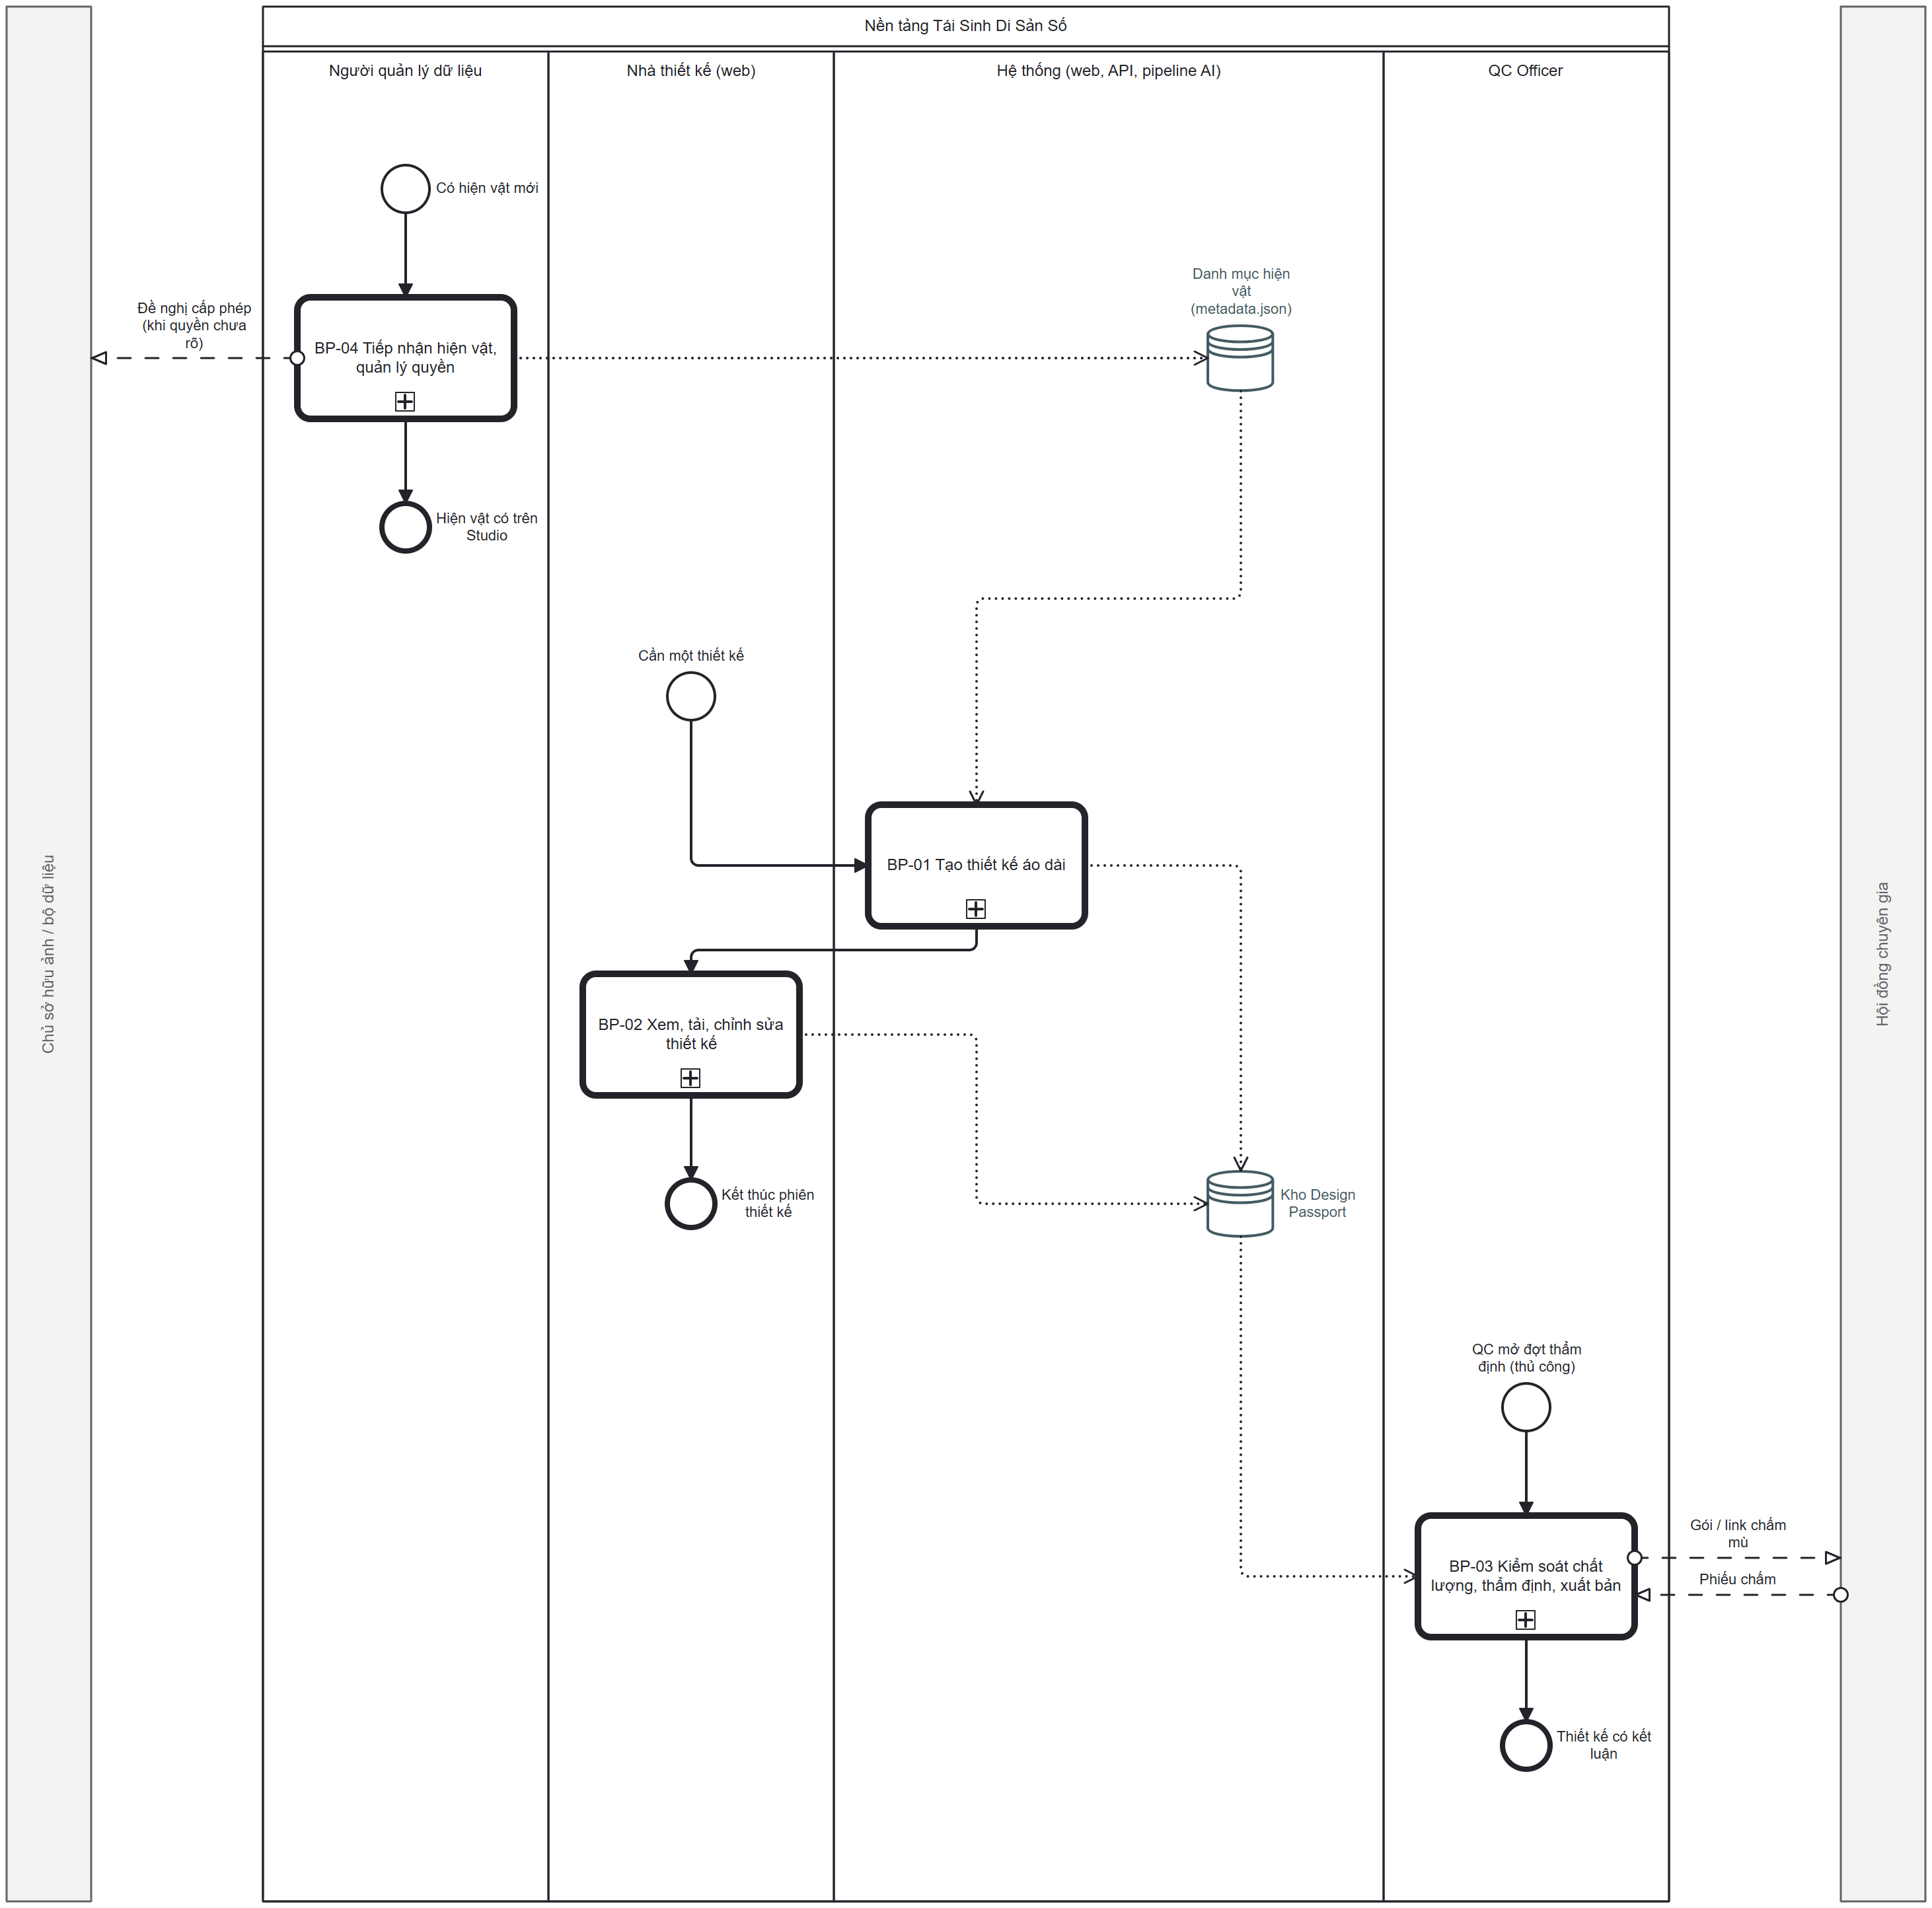 Nền tảng Tái Sinh Di Sản Số
Người quản lý dữ liệu
Nhà thiết kế (web)
Hệ thống (web, API, pipeline AI)
QC Officer
Có hiện vật mới
Danh mục hiện
vật
(metadata.json)
Đề nghị cấp phép
(khi quyền chưa
rõ)
BP-04 Tiếp nhận hiện vật,
quản lý quyền
Hiện vật có trên
Studio
Cần một thiết kế
BP-01 Tạo thiết kế áo dài
Chủ sở hữu ảnh / bộ dữ liệu
Hội đồng chuyên gia
BP-02 Xem, tải, chỉnh sửa
thiết kế
Kết thúc phiên
thiết kế
Kho Design
Passport
QC mở đợt thẩm
định (thủ công)
Gói / link chấm
mù
BP-03 Kiểm soát chất
lượng, thẩm định, xuất bản
Phiếu chấm
Thiết kế có kết
luận